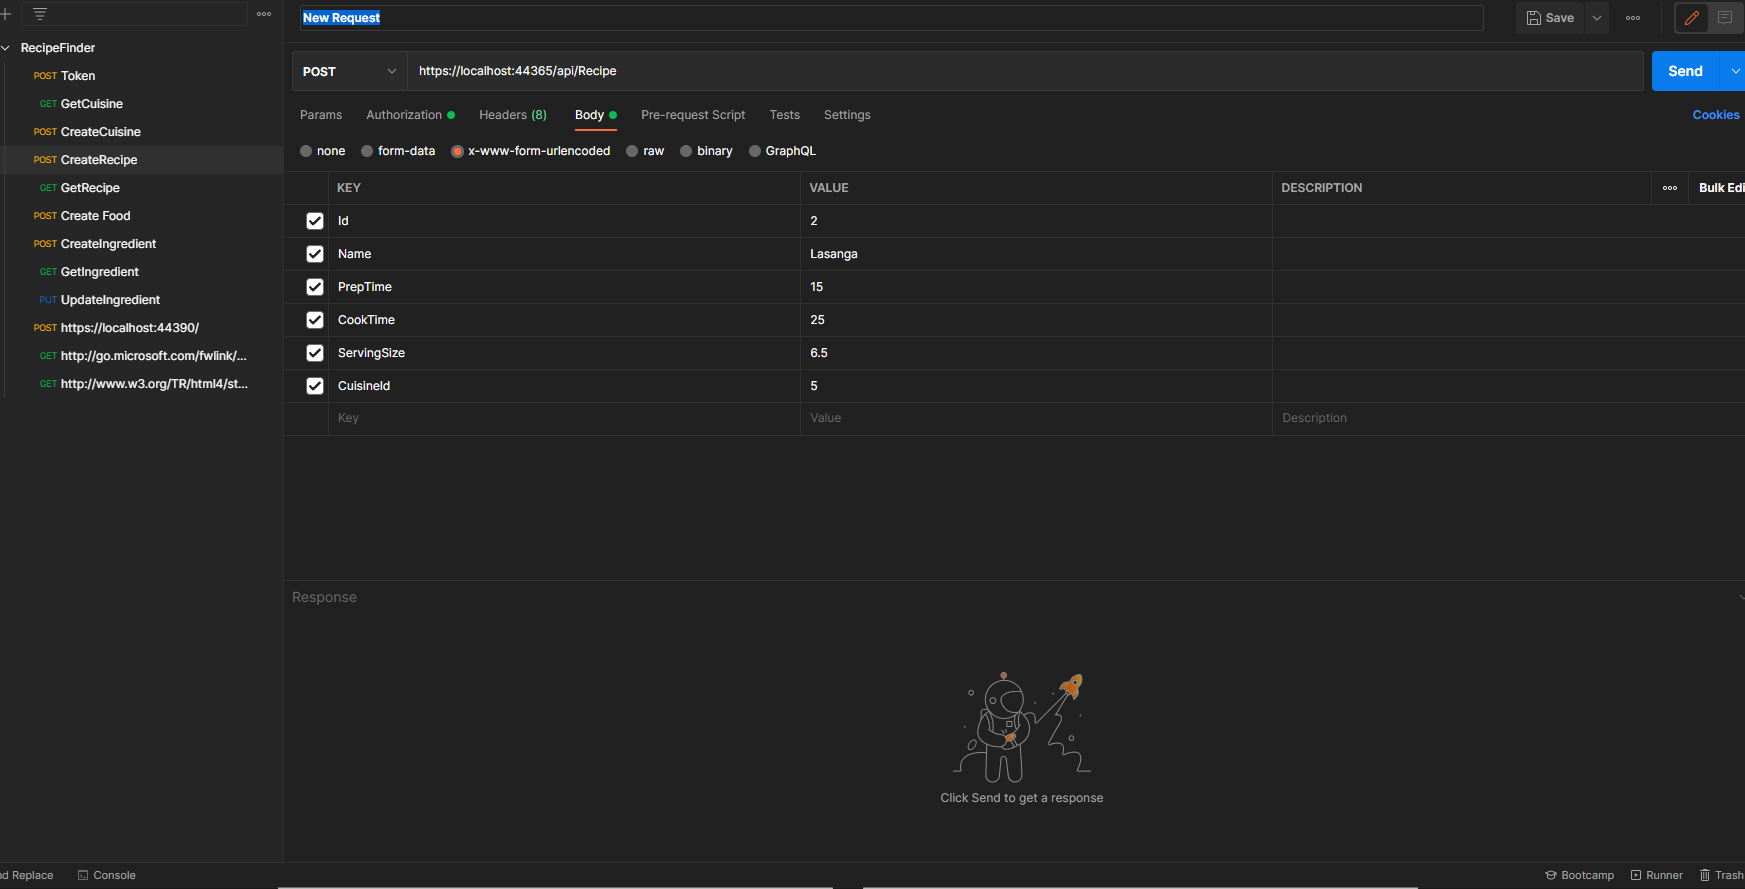 New Request
Save
RecipeFinder
POST Token
GET GetCuisine
POST CreateCuisine
POST CreateRecipe
GET GetRecipe
POST Create Food
POST CreateIngredient
GET GetIngredient
PUT UpdateIngredient
POST https://localhost:44390/
GET http://go.microsoft.com/fwlink/...
GET http://www.w3.org/TR/html4/st...
POST https://localhost:44365/api/Recipe Send
Params Authorization Headers (8) Body Pre-request Script Tests Settings Cookies
none form-data x-www-form-urlencoded raw binary GraphQL
KEY VALUE DESCRIPTION Bulk Edi
Id 2
Name Lasanga
PrepTime 15
CookTime 25
ServingSize 6.5
CuisineId 5
Key Value Description
Response
Click Send to get a response
nd Replace Console Bootcamp Runner Trash